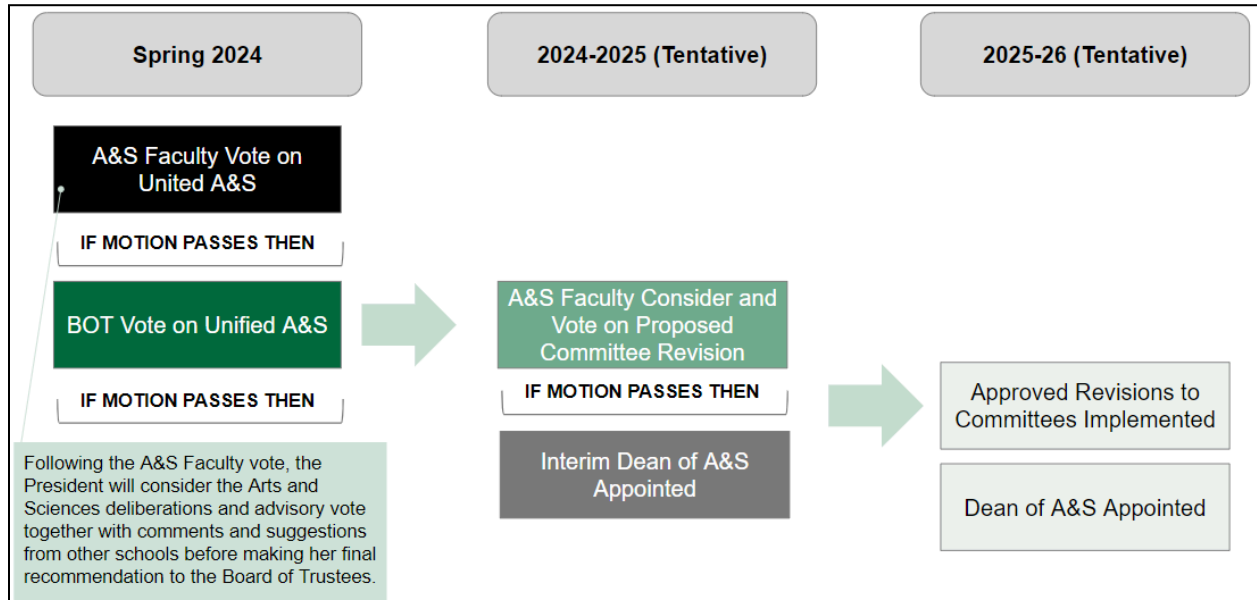 Spring 2024
2024-2025 (Tentative)
2025-26 (Tentative)
A&S Faculty Vote on
United A&S
IF MOTION PASSES THEN
BOT Vote on Unified A&S
IF MOTION PASSES THEN
Following the A&S Faculty vote, the
President will consider the Arts and
Sciences deliberations and advisory vote
together with comments and suggestions
from other schools before making her final
recommendation to the Board of Trustees.
A&S Faculty Consider and
Vote on Proposed
Committee Revision
IF MOTION PASSES THEN
Interim Dean of A&S
Appointed
Approved Revisions to
Committees Implemented
Dean of A&S Appointed